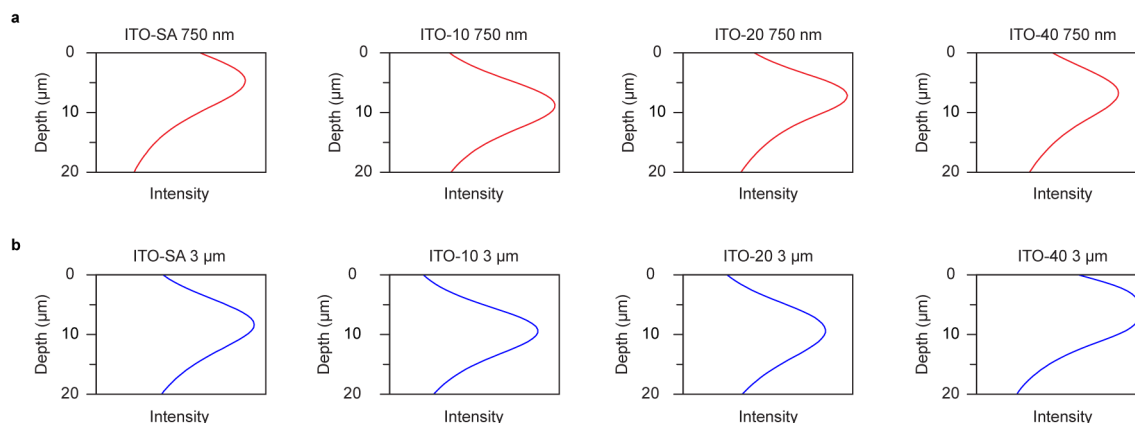 a
ITO-SA 750 nm
0
10
20
Depth (µm)
Intensity
ITO-10 750 nm
0
10
20
Depth (µm)
Intensity
ITO-20 750 nm
0
10
20
Depth (µm)
Intensity
ITO-40 750 nm
0
10
20
Depth (µm)
Intensity
b
ITO-SA 3 µm
0
10
20
Depth (µm)
Intensity
ITO-10 3 µm
0
10
20
Depth (µm)
Intensity
ITO-20 3 µm
0
10
20
Depth (µm)
Intensity
ITO-40 3 µm
0
10
20
Depth (µm)
Intensity